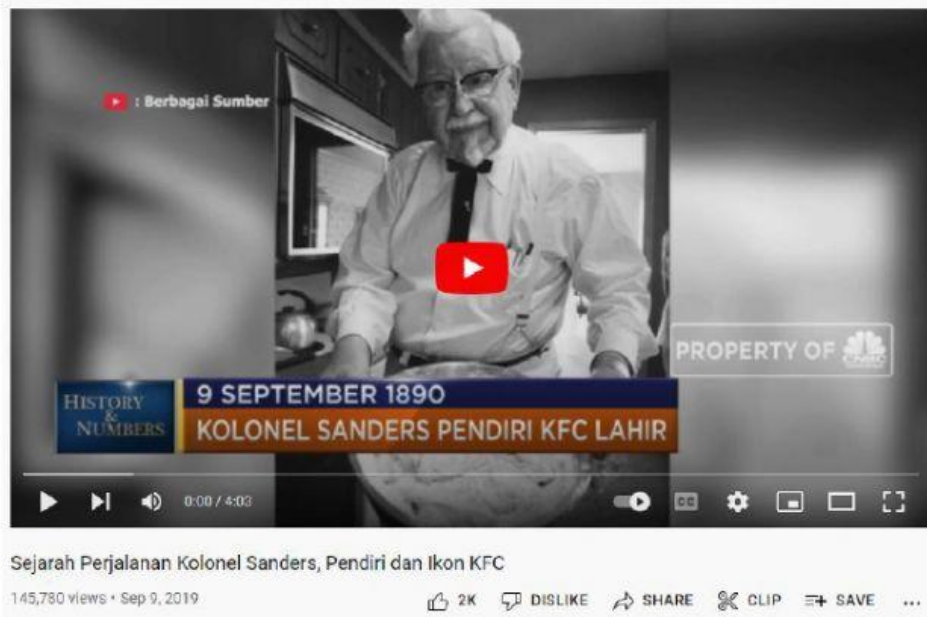 : Berbagai Sumber
PROPERTY OF CNBC
HISTORY
&
NUMBERS
9 SEPTEMBER 1890
KOLONEL SANDERS PENDIRI KFC LAHIR
0:00 / 4:03
CC
Sejarah Perjalanan Kolonel Sanders, Pendiri dan Ikon KFC
145,780 views • Sep 9, 2019
2K DISLIKE SHARE CLIP SAVE ...